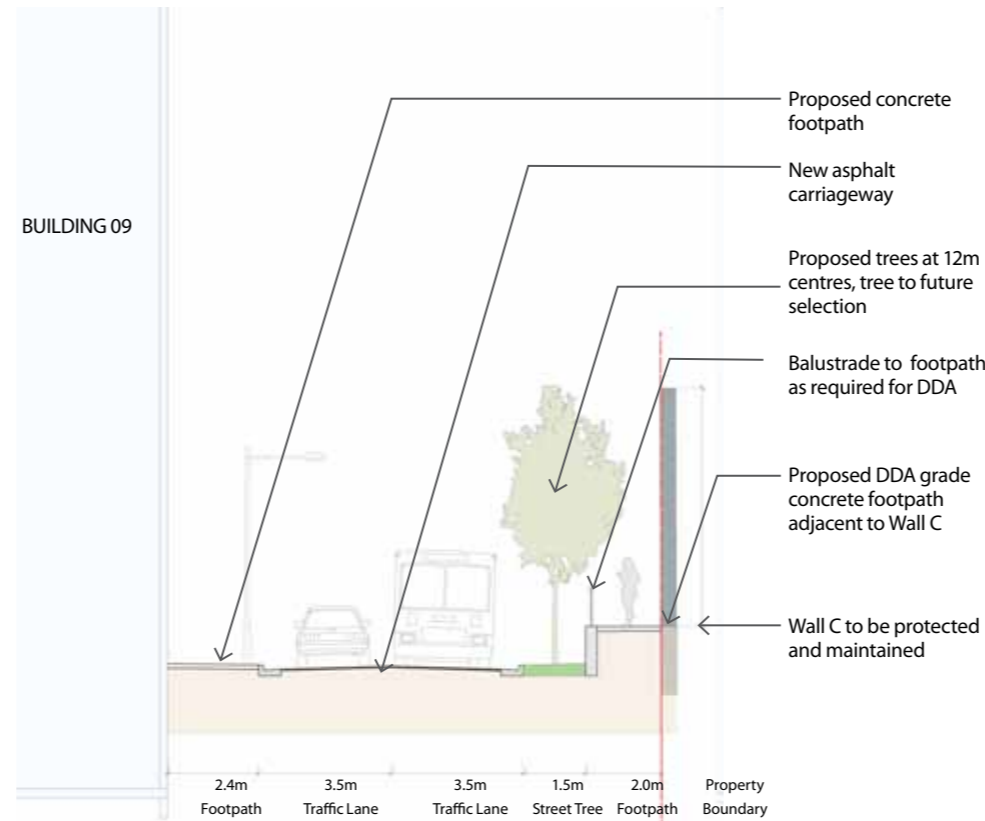 Proposed concrete
footpath
New asphalt
carriageway
BUILDING 09
Proposed trees at 12m
centres, tree to future
selection
Balustrade to footpath
as required for DDA
Proposed DDA grade
concrete footpath
adjacent to Wall C
Wall C to be protected
and maintained
2.4m 3.5m 3.5m 1.5m 2.0m Property
Footpath Traffic Lane Traffic Lane Street Tree Footpath Boundary